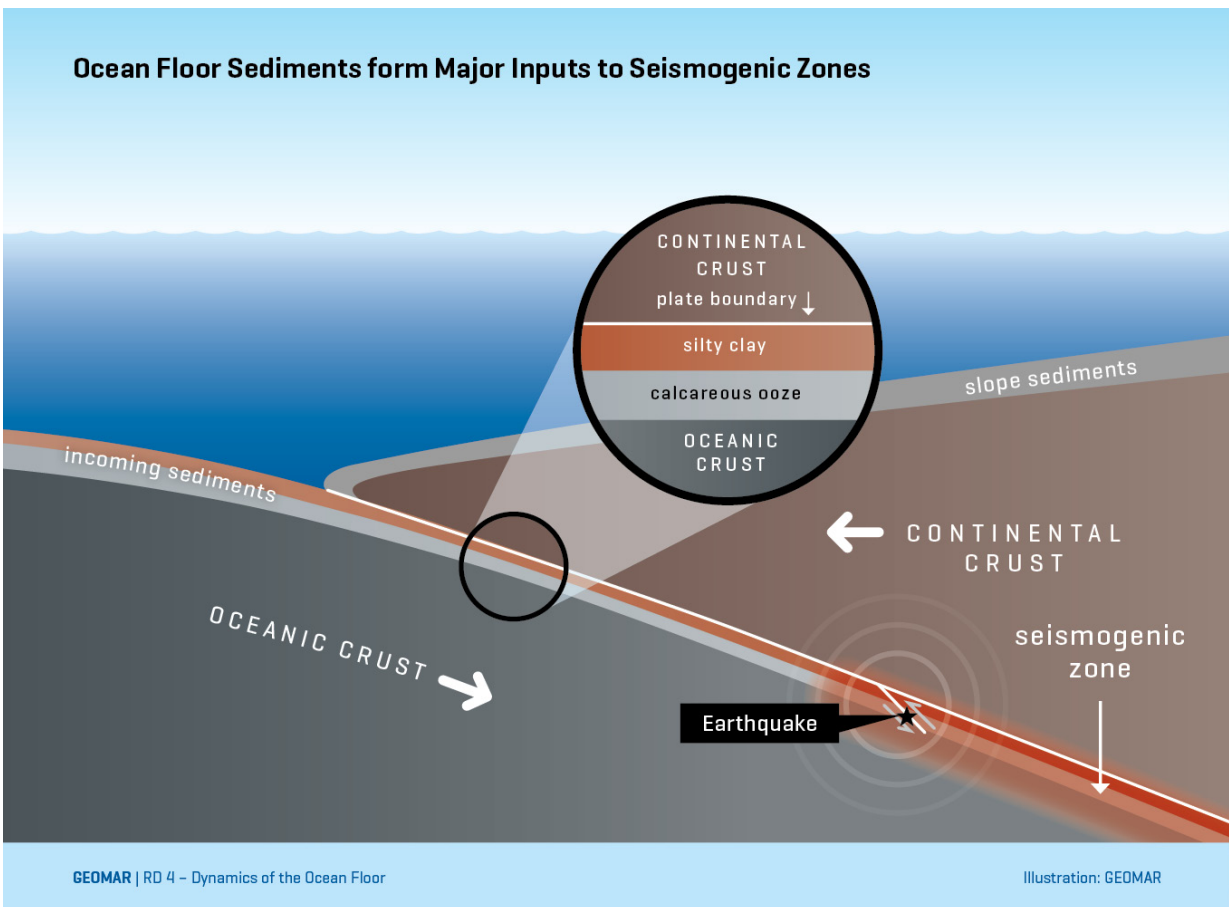 Ocean Floor Sediments form Major Inputs to Seismogenic Zones
CONTINENTAL
CRUST
plate boundary
silty clay
calcareous ooze
OCEANIC
CRUST
slope sediments
incoming sediments
CONTINENTAL
CRUST
OCEANIC CRUST
seismogenic
zone
Earthquake
GEOMAR | RD 4 – Dynamics of the Ocean Floor
Illustration: GEOMAR